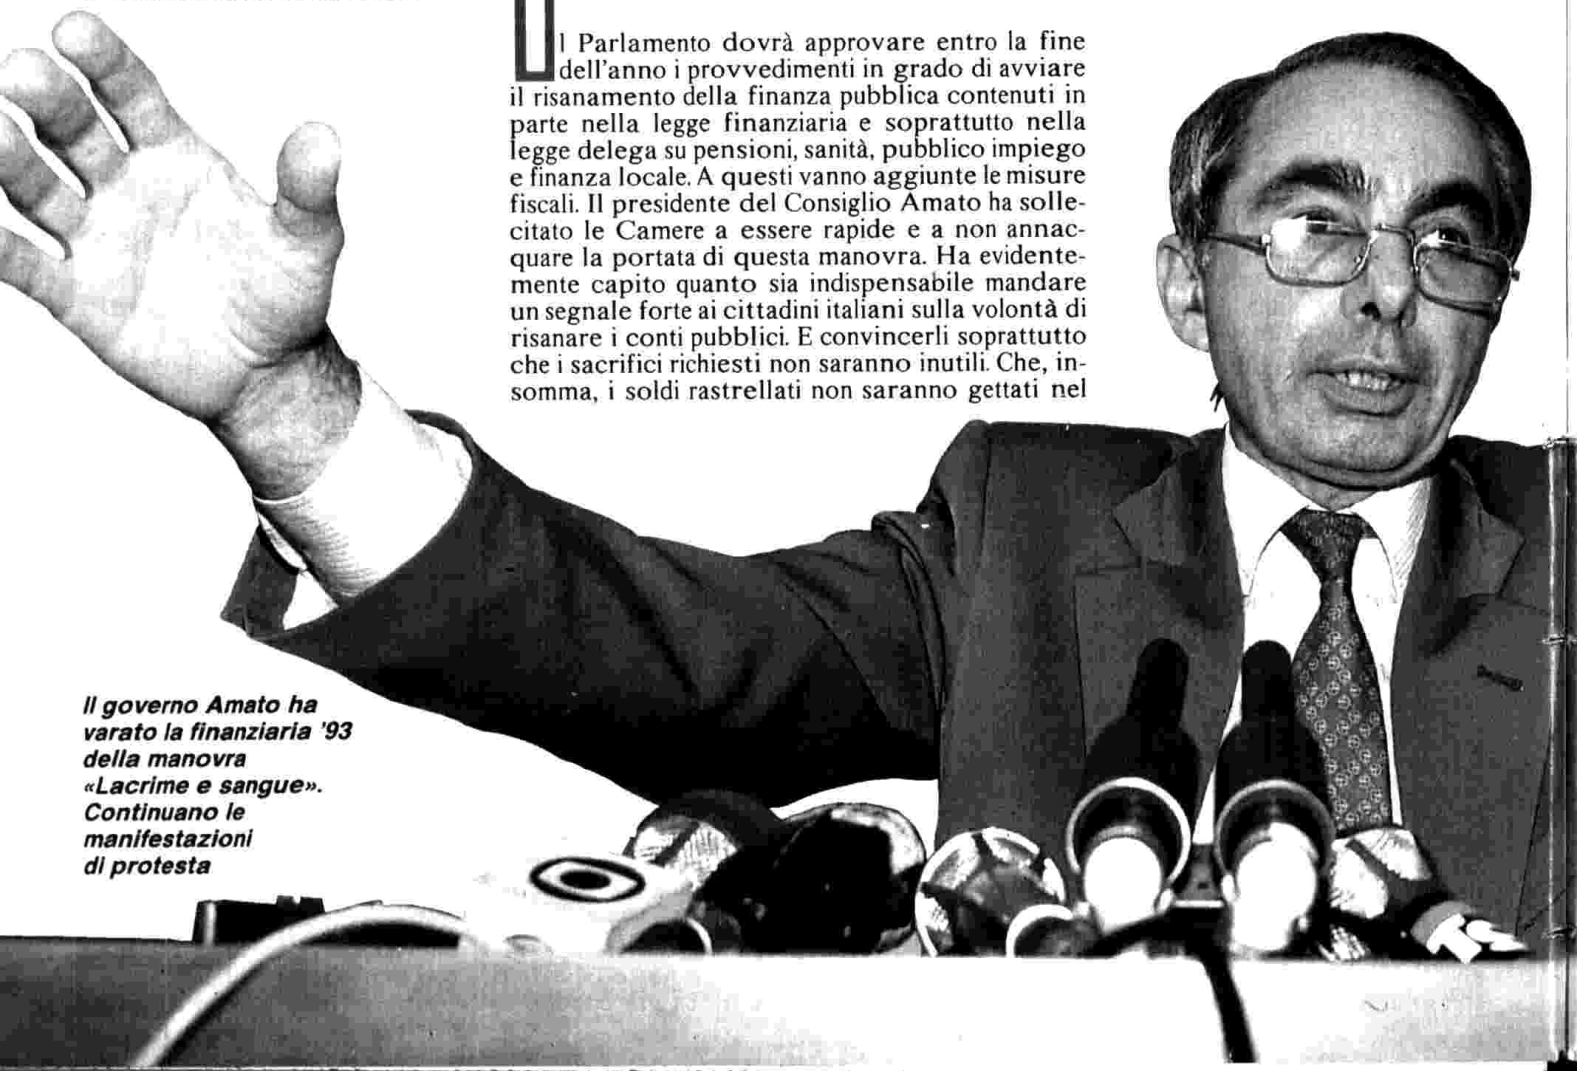 Il Parlamento dovrà approvare entro la fine
dell'anno i provvedimenti in grado di avviare
il risanamento della finanza pubblica contenuti in
parte nella legge finanziaria e soprattutto nella
legge delega su pensioni, sanità, pubblico impiego
e finanza locale. A questi vanno aggiunte le misure
fiscali. Il presidente del Consiglio Amato ha solle-
citato le Camere a essere rapide e a non annac-
quare la portata di questa manovra. Ha evidente-
mente capito quanto sia indispensabile mandare
un segnale forte ai cittadini italiani sulla volontà di
risanare i conti pubblici. E convincerli soprattutto
che i sacrifici richiesti non saranno inutili. Che, in-
somma, i soldi rastrellati non saranno gettati nel
Il governo Amato ha
varato la finanziaria '93
della manovra
«Lacrime e sangue».
Continuano le
manifestazioni
di protesta